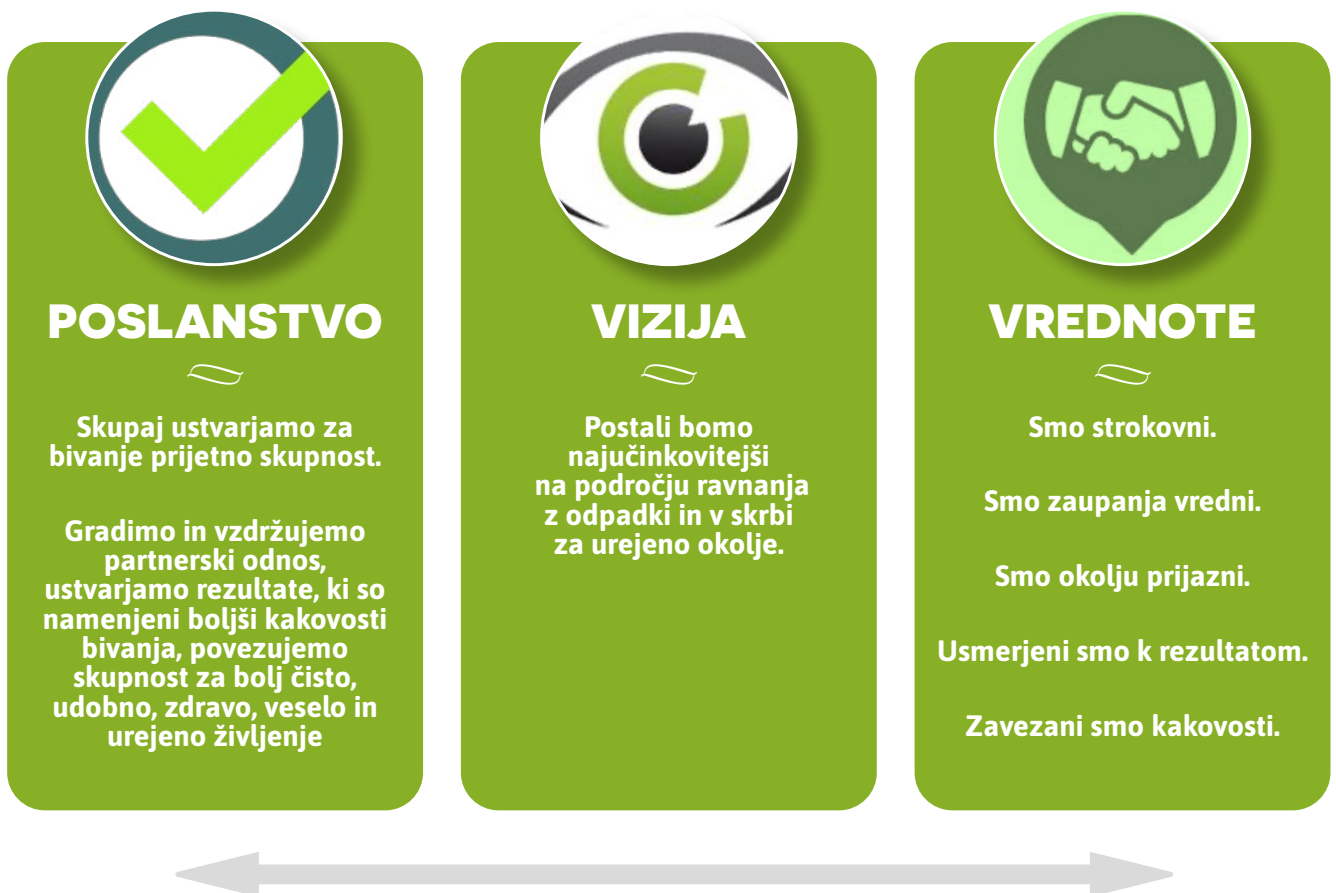 POSLANSTVO
Skupaj ustvarjamo za
bivanje prijetno skupnost.
Gradimo in vzdržujemo
partnerski odnos,
ustvarjamo rezultate, ki so
namenjeni boljši kakovosti
bivanja, povezujemo
skupnost za bolj čisto,
udobno, zdravo, veselo in
urejeno življenje
VIZIJA
Postali bomo
najučinkovitejši
na področju ravnanja
z odpadki in v skrbi
za urejeno okolje.
VREDNOTE
Smo strokovni.
Smo zaupanja vredni.
Smo okolju prijazni.
Usmerjeni smo k rezultatom.
Zavezani smo kakovosti.